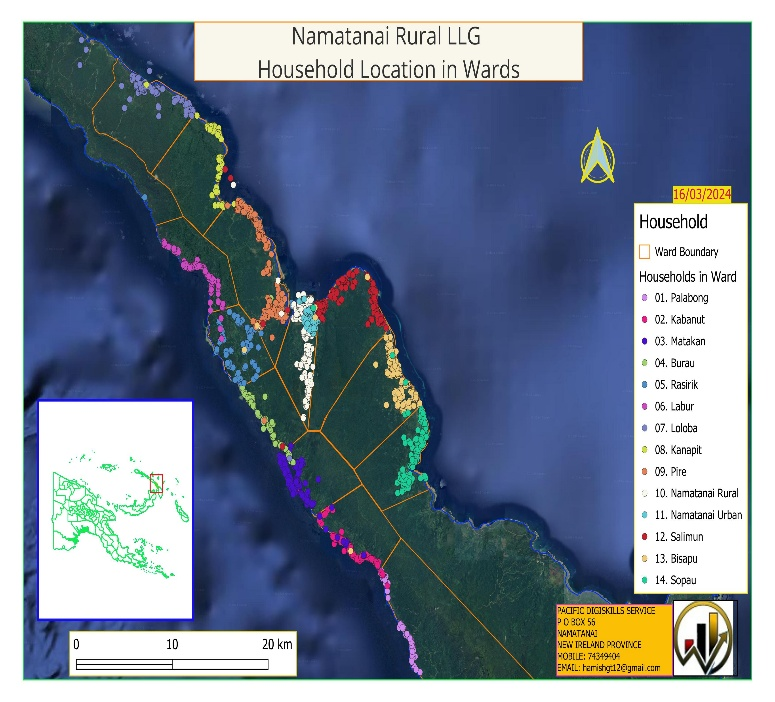 Namatanai Rural LLG
Household Location in Wards
16/03/2024
Household
Ward Boundary
Households in Ward
01. Palabong
02. Kabanut
03. Matakan
04. Burau
05. Rasirik
06. Labur
07. Loloba
08. Kanapit
09. Pire
10. Namatanai Rural
11. Namatanai Urban
12. Salimun
13. Bisapu
14. Sopau
0 10 20 km
PACIFIC DIGISKILLS SERVICE
P O BOX 56
NAMATANAI
NEW IRELAND PROVINCE
MOBILE: 74349404
EMAIL: hamishgt12@gmail.com